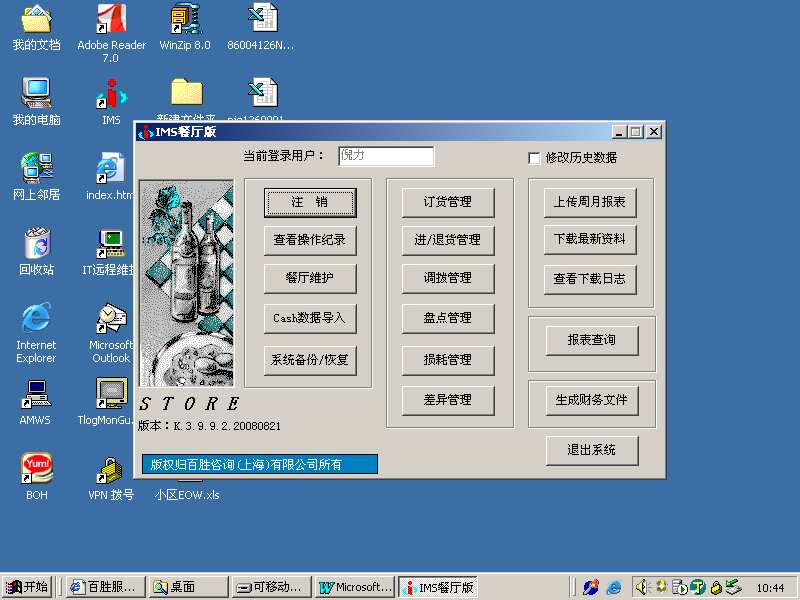 我的文档
Adobe Reader
7.0
WinZip 8.0
86004126N...
我的电脑
IMS
新建文件夹
IMS餐厅版
当前登录用户：
倪力
修改历史数据
网上邻居
index.htm
注 销
订货管理
上传周月报表
查看操作纪录
进/退货管理
下载最新资料
回收站
IT远程维护
餐厅维护
调拨管理
查看下载日志
Cash数据导入
盘点管理
Internet
Explorer
Microsoft
Outlook
报表查询
系统备份/恢复
损耗管理
差异管理
生成财务文件
STORE
AMWS
TlogMonGu...
版本：K.3.9.9.2.20080821
退出系统
版权归百胜咨询(上海)有限公司所有
Yum!
BOH
VPN 拨号
小区EOW.xls
开始
百胜服...
桌面
可移动...
Microsoft...
IMS餐厅版
10:44